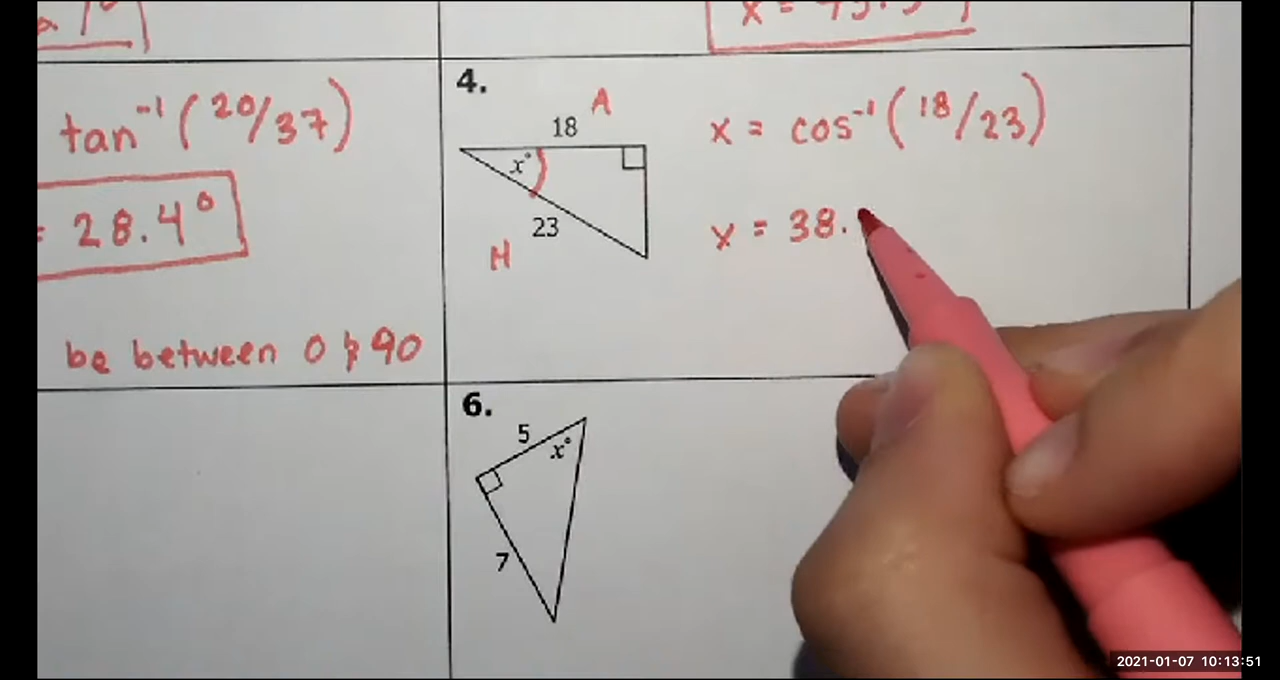 4.
A
18
x°
23
H
x = cos⁻¹(18/23)
x = 38.
tan⁻¹(20/37)
= 28.4°
be between 0 & 90
6.
5
x°
7
2021-01-07 10:13:51